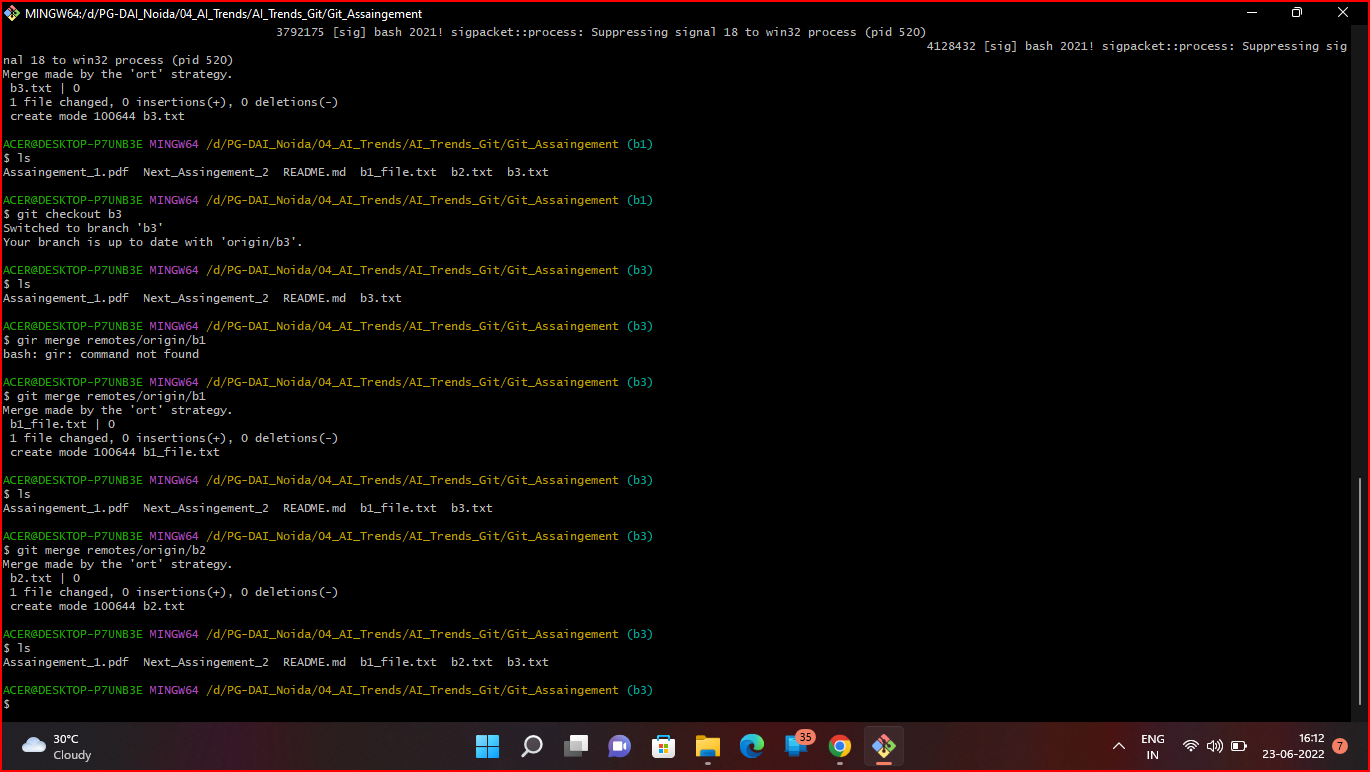 MINGW64:/d/PG-DAI_Noida/04_AI_Trends/AI_Trends_Git/Git_Assaingement
3792175 [sig] bash 2021! sigpacket::process: Suppressing signal 18 to win32 process (pid 520)
4128432 [sig] bash 2021! sigpacket::process: Suppressing sig
nal 18 to win32 process (pid 520)
Merge made by the 'ort' strategy.
b3.txt | 0
1 file changed, 0 insertions(+), 0 deletions(-)
create mode 100644 b3.txt
ACER@DESKTOP-P7UNB3E MINGW64 /d/PG-DAI_Noida/04_AI_Trends/AI_Trends_Git/Git_Assaingement (b1)
$ ls
Assaingement_1.pdf  Next_Assingement_2  README.md  b1_file.txt  b2.txt  b3.txt
ACER@DESKTOP-P7UNB3E MINGW64 /d/PG-DAI_Noida/04_AI_Trends/AI_Trends_Git/Git_Assaingement (b1)
$ git checkout b3
Switched to branch 'b3'
Your branch is up to date with 'origin/b3'.
ACER@DESKTOP-P7UNB3E MINGW64 /d/PG-DAI_Noida/04_AI_Trends/AI_Trends_Git/Git_Assaingement (b3)
$ ls
Assaingement_1.pdf  Next_Assingement_2  README.md  b3.txt
ACER@DESKTOP-P7UNB3E MINGW64 /d/PG-DAI_Noida/04_AI_Trends/AI_Trends_Git/Git_Assaingement (b3)
$ gir merge remotes/origin/b1
bash: gir: command not found
ACER@DESKTOP-P7UNB3E MINGW64 /d/PG-DAI_Noida/04_AI_Trends/AI_Trends_Git/Git_Assaingement (b3)
$ git merge remotes/origin/b1
Merge made by the 'ort' strategy.
b1_file.txt | 0
1 file changed, 0 insertions(+), 0 deletions(-)
create mode 100644 b1_file.txt
ACER@DESKTOP-P7UNB3E MINGW64 /d/PG-DAI_Noida/04_AI_Trends/AI_Trends_Git/Git_Assaingement (b3)
$ ls
Assaingement_1.pdf  Next_Assingement_2  README.md  b1_file.txt  b3.txt
ACER@DESKTOP-P7UNB3E MINGW64 /d/PG-DAI_Noida/04_AI_Trends/AI_Trends_Git/Git_Assaingement (b3)
$ git merge remotes/origin/b2
Merge made by the 'ort' strategy.
b2.txt | 0
1 file changed, 0 insertions(+), 0 deletions(-)
create mode 100644 b2.txt
ACER@DESKTOP-P7UNB3E MINGW64 /d/PG-DAI_Noida/04_AI_Trends/AI_Trends_Git/Git_Assaingement (b3)
$ ls
Assaingement_1.pdf  Next_Assingement_2  README.md  b1_file.txt  b2.txt  b3.txt
ACER@DESKTOP-P7UNB3E MINGW64 /d/PG-DAI_Noida/04_AI_Trends/AI_Trends_Git/Git_Assaingement (b3)
$
30°C
Cloudy
35
ENG
IN
16:12
23-06-2022
7